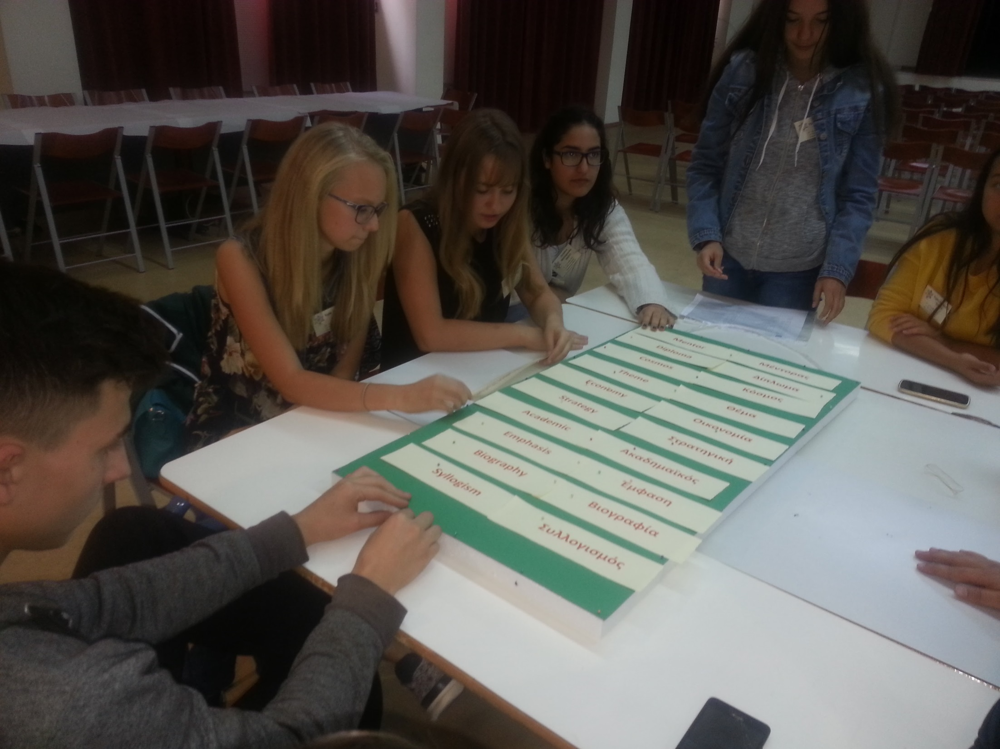 Mentor Μέντορας
Diploma Δίπλωμα
Cosmos Κόσμος
Theme Θέμα
Economy Οικονομία
Strategy Στρατηγική
Academic Ακαδημαϊκός
Emphasis Έμφαση
Biography Βιογραφία
Syllogism Συλλογισμός